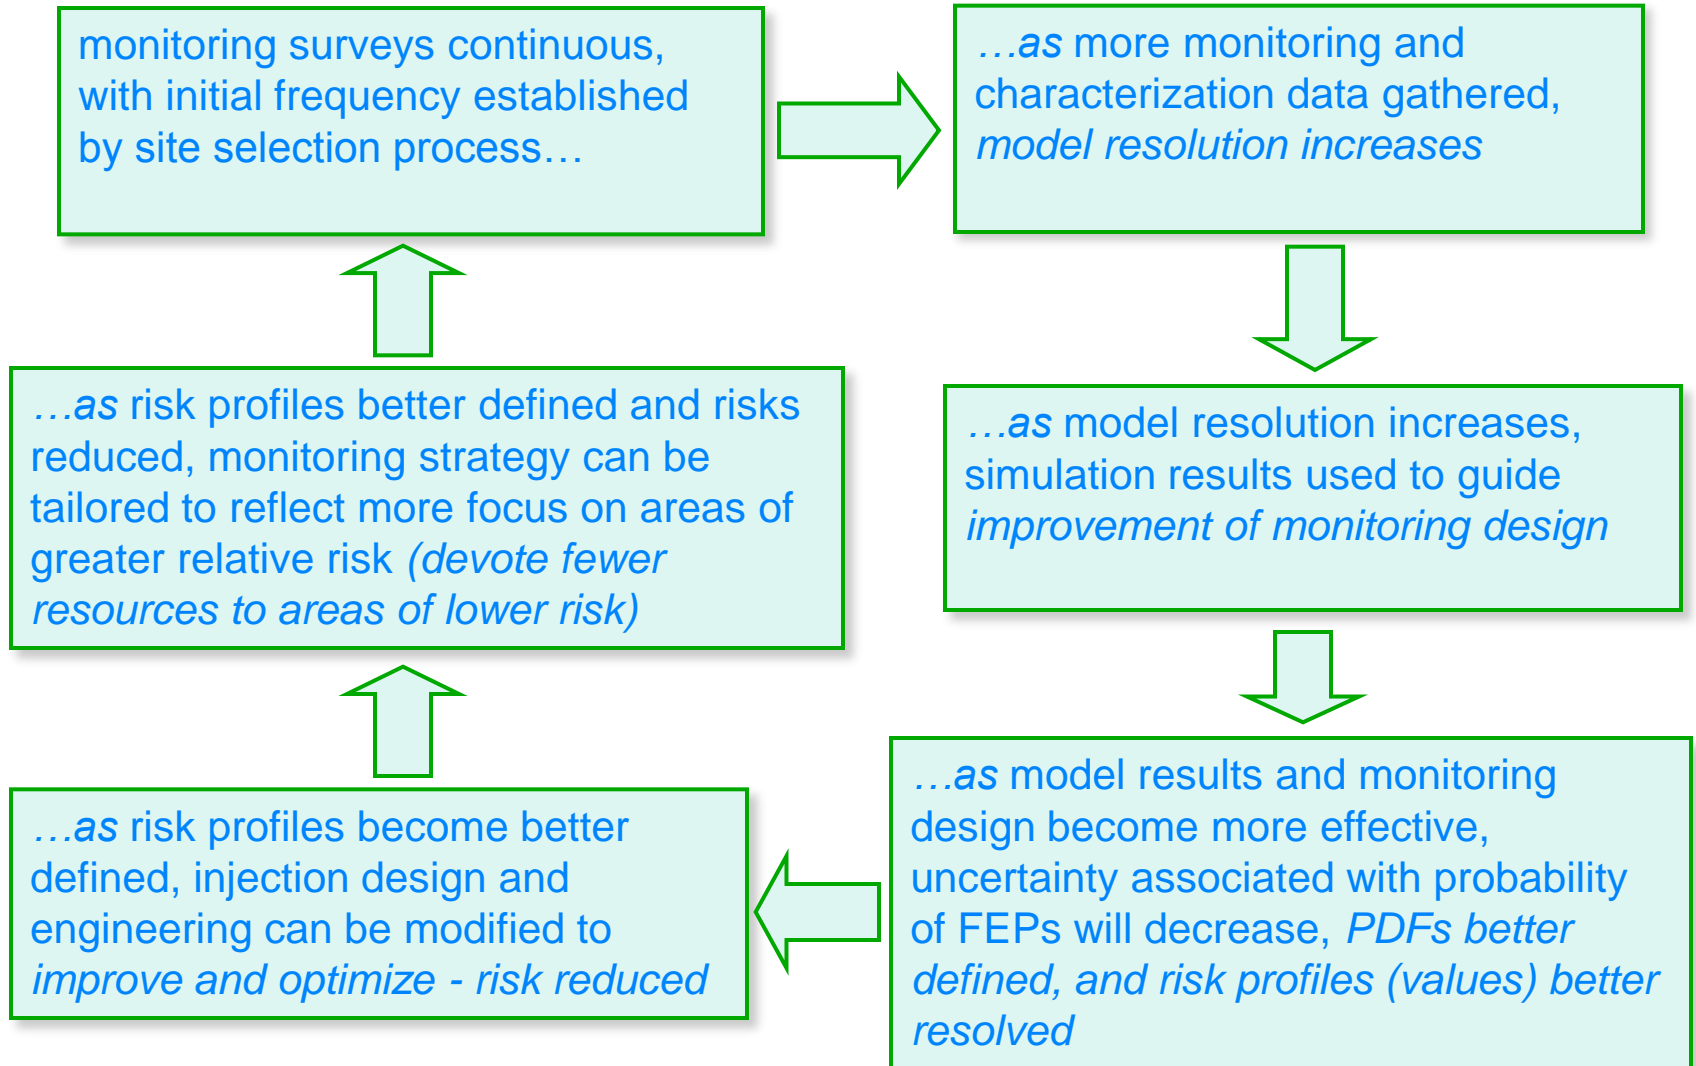 monitoring surveys continuous,
with initial frequency established
by site selection process…
…as more monitoring and
characterization data gathered,
model resolution increases
…as model resolution increases,
simulation results used to guide
improvement of monitoring design
…as model results and monitoring
design become more effective,
uncertainty associated with probability
of FEPs will decrease, PDFs better
defined, and risk profiles (values) better
resolved
…as risk profiles become better
defined, injection design and
engineering can be modified to
improve and optimize - risk reduced
…as risk profiles better defined and risks
reduced, monitoring strategy can be
tailored to reflect more focus on areas of
greater relative risk (devote fewer
resources to areas of lower risk)